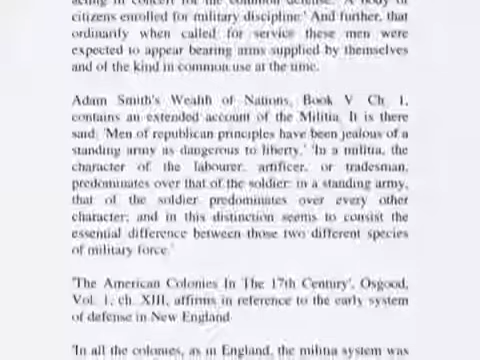 acting in concert for the common defense. 'A body of
citizens enrolled for military discipline.' And further, that
ordinarily when called for service these men were
expected to appear bearing arms supplied by themselves
and of the kind in common use at the time.
Adam Smith's Wealth of Nations, Book V Ch. 1,
contains an extended account of the Militia. It is there
said: 'Men of republican principles have been jealous of a
standing army as dangerous to liberty.' 'In a militia, the
character of the labourer, artificer, or tradesman,
predominates over that of the soldier: in a standing army,
that of the soldier predominates over every other
character; and in this distinction seems to consist the
essential difference between those two different species
of military force.'
'The American Colonies In The 17th Century', Osgood,
Vol. 1, ch. XIII, affirms in reference to the early system
of defense in New England
'In all the colonies, as in England, the militia system was